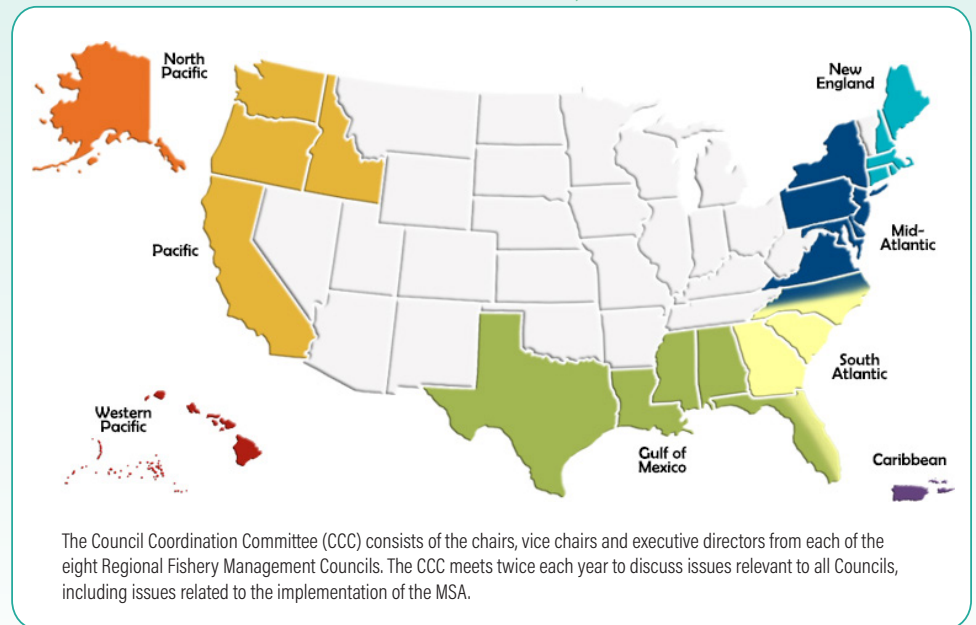 North
Pacific
New
England
Pacific
Mid-
Atlantic
South
Atlantic
Western
Pacific
Gulf of
Mexico
Caribbean
The Council Coordination Committee (CCC) consists of the chairs, vice chairs and executive directors from each of the
eight Regional Fishery Management Councils. The CCC meets twice each year to discuss issues relevant to all Councils,
including issues related to the implementation of the MSA.